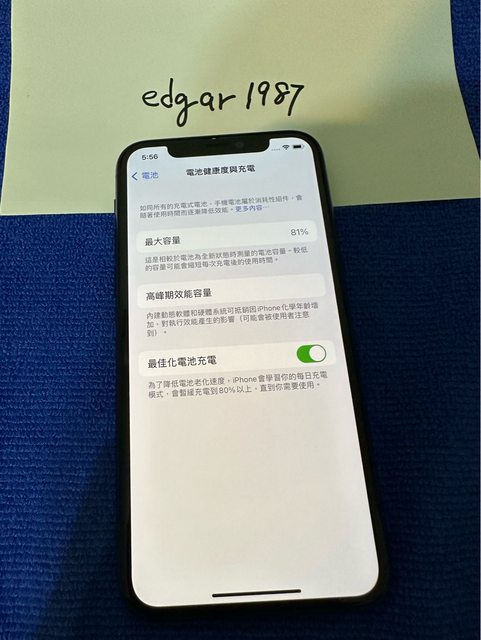 edgar 1987
5:56
電池
電池健康度與充電
如同所有的充電式電池，手機電池屬於消耗性組件，會
隨著使用時間而逐漸降低效能。更多內容⋯
最大容量
81%
這是相較於電池為全新狀態時測量的電池容量。較低
的容量可能會縮短每次充電後的使用時間。
高峰期效能容量
內建動態軟體和硬體系統可抵銷因 iPhone 化學年齡增
加，對執行效能產生的影響（可能會被使用者注意
到）。
最佳化電池充電
為了降低電池老化速度，iPhone 會學習你的每日充電
模式，會暫緩充電到 80% 以上，直到你需要使用。